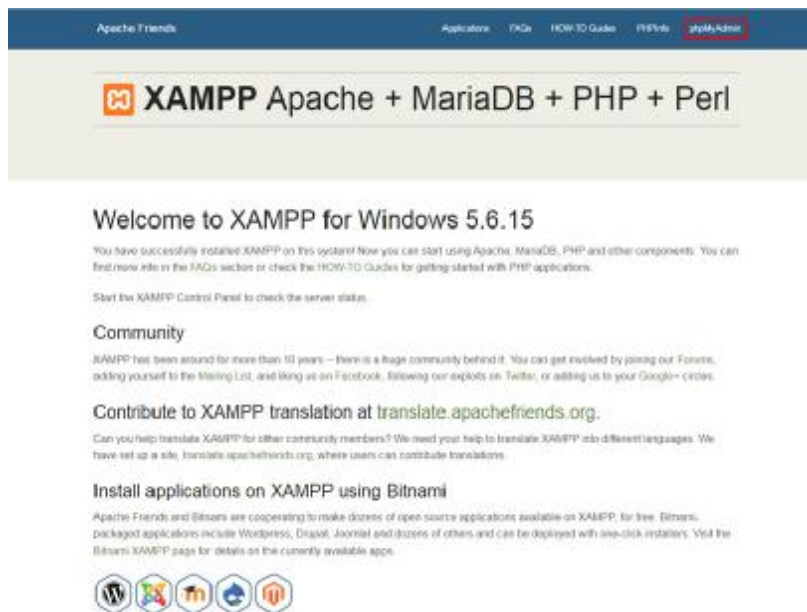 Apache Friends
Applications FAQs HOW-TO Guides PHPInfo phpMyAdmin
XAMPP Apache + MariaDB + PHP + Perl
Welcome to XAMPP for Windows 5.6.15
You have successfully installed XAMPP on this system! Now you can start using Apache, MariaDB, PHP and other components. You can
find more info in the FAQs section or check the HOW-TO Guides for getting started with PHP applications.
Start the XAMPP Control Panel to check the server status.
Community
XAMPP has been around for more than 10 years – there is a huge community behind it. You can get involved by joining our Forums,
adding yourself to the Mailing List, and liking us on Facebook, following our exploits on Twitter, or adding us to your Google+ circles.
Contribute to XAMPP translation at translate.apachefriends.org.
Can you help translate XAMPP for other community members? We need your help to translate XAMPP into different languages. We
have set up a site, translate.apachefriends.org, where users can contribute translations.
Install applications on XAMPP using Bitnami
Apache Friends and Bitnami are cooperating to make dozens of open source applications available on XAMPP, for free. Bitnami-
packaged applications include Wordpress, Drupal, Joomla! and dozens of others and can be deployed with one-click installers. Visit the
Bitnami XAMPP page for details on the currently available apps.